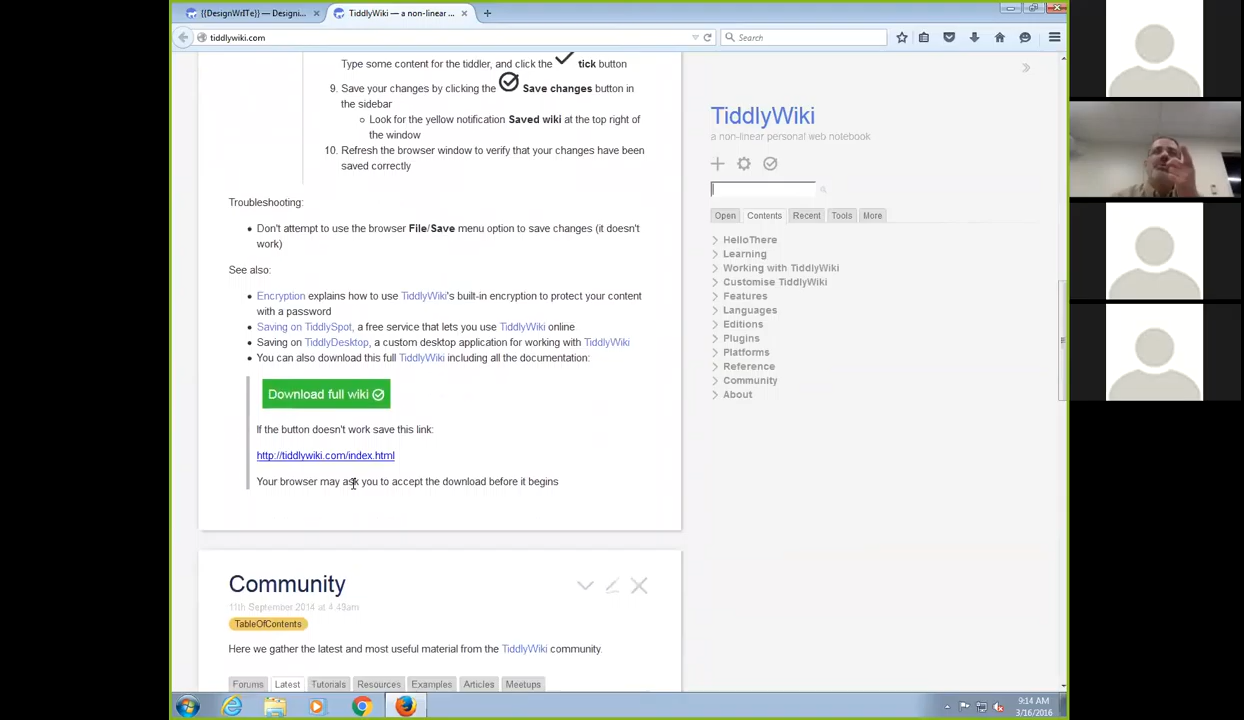 {{DesignWriTe}} — Designi...
TiddlyWiki — a non-linear ...
tiddlywiki.com
Search
Type some content for the tiddler, and click the tick button
9. Save your changes by clicking the Save changes button in
the sidebar
Look for the yellow notification Saved wiki at the top right of
the window
10. Refresh the browser window to verify that your changes have been
saved correctly
Troubleshooting:
Don't attempt to use the browser File/Save menu option to save changes (it doesn't
work)
See also:
Encryption explains how to use TiddlyWiki's built-in encryption to protect your content
with a password
Saving on TiddlySpot, a free service that lets you use TiddlyWiki online
Saving on TiddlyDesktop, a custom desktop application for working with TiddlyWiki
You can also download this full TiddlyWiki including all the documentation:
Download full wiki
If the button doesn't work save this link:
http://tiddlywiki.com/index.html
Your browser may ask you to accept the download before it begins
Community
11th September 2014 at 4:49am
TableOfContents
Here we gather the latest and most useful material from the TiddlyWiki community.
Forums Latest Tutorials Resources Examples Articles Meetups
TiddlyWiki
a non-linear personal web notebook
Open Contents Recent Tools More
HelloThere
Learning
Working with TiddlyWiki
Customise TiddlyWiki
Features
Languages
Editions
Plugins
Platforms
Reference
Community
About
9:14 AM
3/16/2016